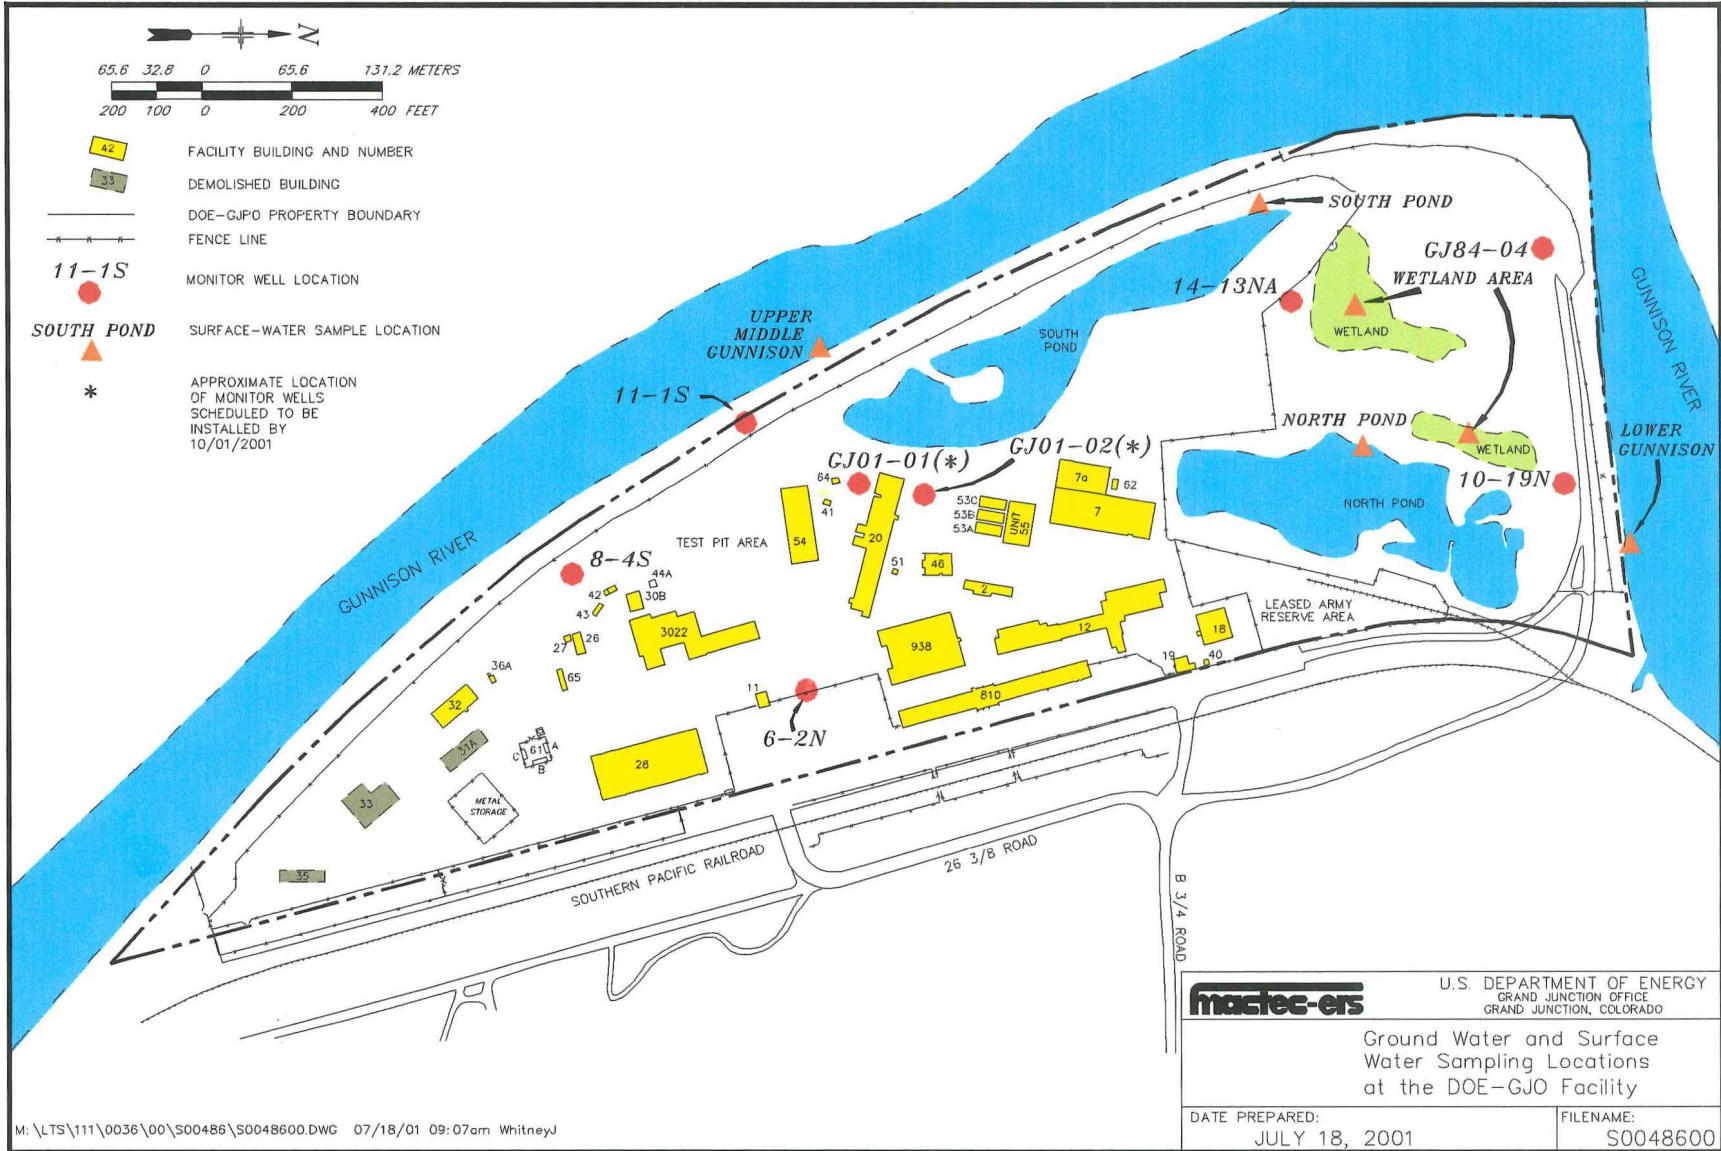 N
65.6 32.8 0 65.6 131.2 METERS
200 100 0 200 400 FEET
42 FACILITY BUILDING AND NUMBER
33 DEMOLISHED BUILDING
DOE-GJPO PROPERTY BOUNDARY
FENCE LINE
11-1S
MONITOR WELL LOCATION
SOUTH POND SURFACE-WATER SAMPLE LOCATION
* APPROXIMATE LOCATION
OF MONITOR WELLS
SCHEDULED TO BE
INSTALLED BY
10/01/2001
SOUTH POND
GJ84-04
WETLAND AREA
14-13NA
WETLAND
GUNNISON RIVER
UPPER
MIDDLE
GUNNISON
SOUTH
POND
11-1S
NORTH POND
LOWER
GUNNISON
WETLAND
GJ01-01(*)
GJ01-02(*)
10-19N
NORTH POND
64
41
54
20
53C
53B
53A
UNIT
55
7a
62
7
TEST PIT AREA
GUNNISON RIVER
8-4S
44A
42
30B
43
51
46
2
LEASED ARMY
RESERVE AREA
27
26
3022
938
12
18
36A
65
19
40
32
11
810
6-2N
31A
C
61
A
B
28
33
METAL
STORAGE
35
SOUTHERN PACIFIC RAILROAD
26 3/8 ROAD
B 3/4 ROAD
mactec-ers
U.S. DEPARTMENT OF ENERGY
GRAND JUNCTION OFFICE
GRAND JUNCTION, COLORADO
Ground Water and Surface
Water Sampling Locations
at the DOE-GJO Facility
DATE PREPARED:
JULY 18, 2001
FILENAME:
S0048600
M:\LTS\111\0036\00\S00486\S0048600.DWG 07/18/01 09:07am WhitneyJ